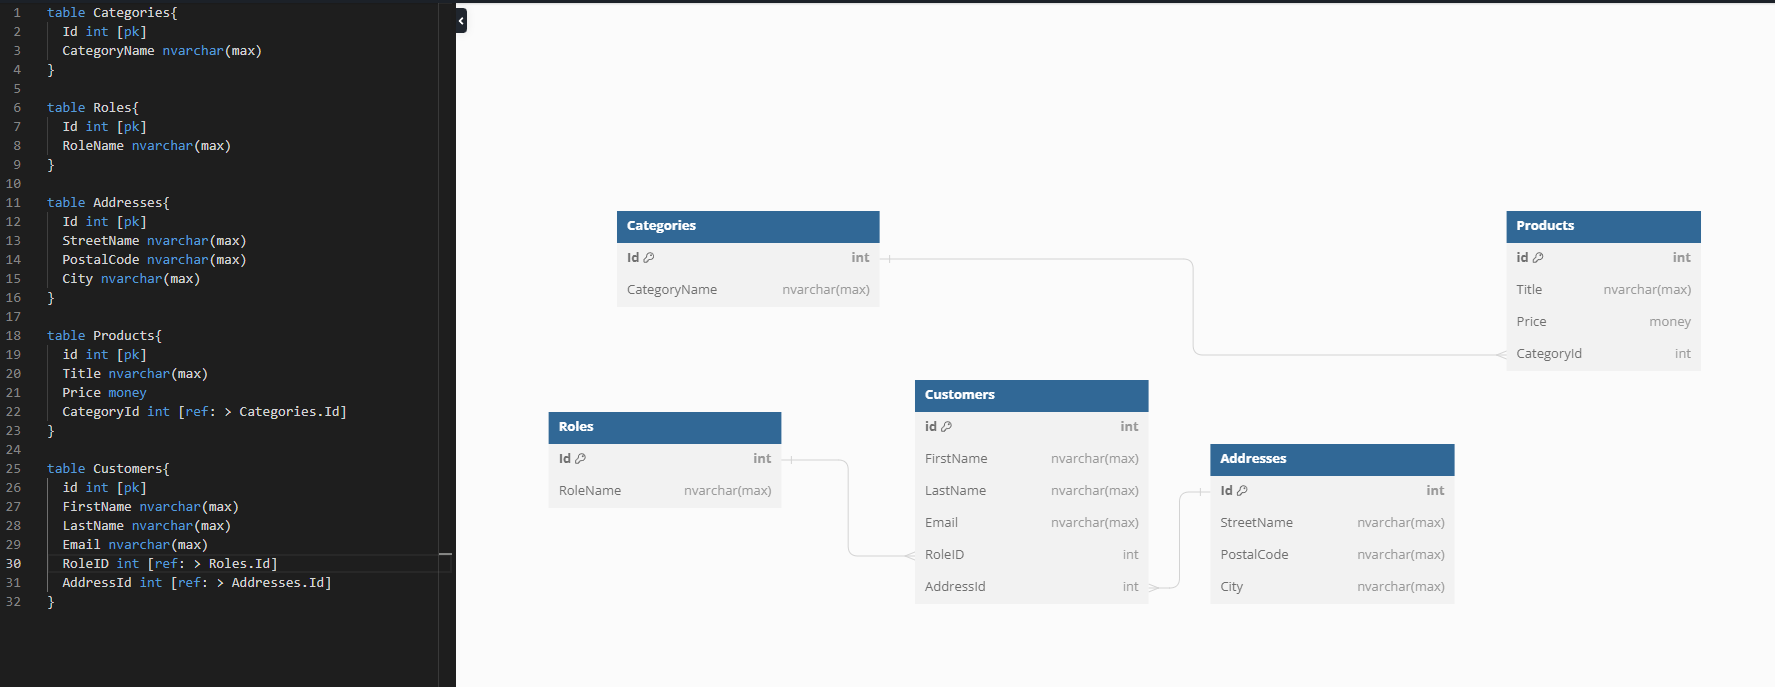 1 table Categories{
2 Id int [pk]
3 CategoryName nvarchar(max)
4 }
5
6 table Roles{
7 Id int [pk]
8 RoleName nvarchar(max)
9 }
10
11 table Addresses{
12 Id int [pk]
13 StreetName nvarchar(max)
14 PostalCode nvarchar(max)
15 City nvarchar(max)
16 }
17
18 table Products{
19 id int [pk]
20 Title nvarchar(max)
21 Price money
22 CategoryId int [ref: > Categories.Id]
23 }
24
25 table Customers{
26 id int [pk]
27 FirstName nvarchar(max)
28 LastName nvarchar(max)
29 Email nvarchar(max)
30 RoleID int [ref: > Roles.Id]
31 AddressId int [ref: > Addresses.Id]
32 }
Categories
Id int
CategoryName nvarchar(max)
Products
id int
Title nvarchar(max)
Price money
CategoryId int
Roles
Id int
RoleName nvarchar(max)
Customers
id int
FirstName nvarchar(max)
LastName nvarchar(max)
Email nvarchar(max)
RoleID int
AddressId int
Addresses
Id int
StreetName nvarchar(max)
PostalCode nvarchar(max)
City nvarchar(max)